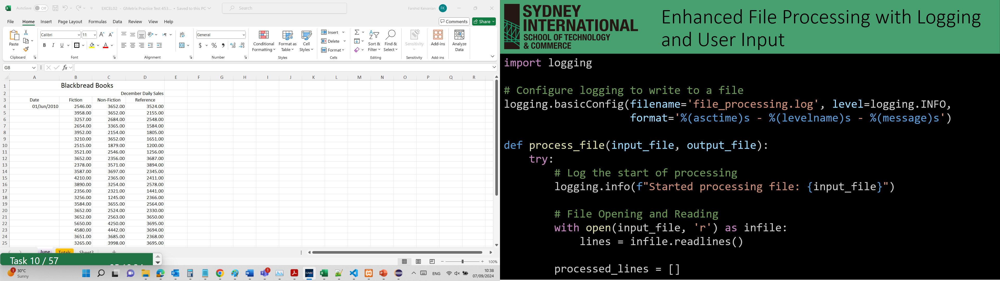 AutoSave Off EXCEL02 - GMetrix Practice Test 453... • Saved to this PC Search Farshid Keivanian FK
File Home Insert Page Layout Formulas Data Review View Help Comments Share
Paste Calibri 11 General Conditional Formatting Format as Table Cell Styles Insert Delete Format Sort & Filter Find & Select Sensitivity Add-ins Analyze Data
Clipboard Font Alignment Number Styles Cells Editing Sensitivity Add-ins
G8 fx
A B C D E F G H I J K L M N O P Q R
1 Blackbread Books
2 December Daily Sales
3 Date Fiction Non-Fiction Reference
4 01/Jun/2010 2546.00 3652.00 3524.00
5 3958.00 3652.00 2155.00
6 3257.00 2684.00 2548.00
7 2654.00 3365.00 1584.00
8 3952.00 2154.00 1805.00
9 3210.00 3652.00 1651.00
10 2515.00 1879.00 1200.00
11 3521.00 2546.00 1256.00
12 3652.00 2356.00 3687.00
13 2378.00 3571.00 3894.00
14 3587.00 3697.00 2345.00
15 4210.00 2365.00 2411.00
16 3890.00 3254.00 2578.00
17 2356.00 2321.00 1441.00
18 3256.00 1245.00 2366.00
19 3584.00 3655.00 2564.00
20 3652.00 2524.00 2330.00
21 3652.00 2563.00 3650.00
22 5650.00 4250.00 3695.00
23 4580.00 4442.00 3694.00
24 3651.00 3685.00 2368.00
25 3265.00 3998.00 3695.00
June Totals Sheet3
Task 10 / 57
100%
1 30°C
Sunny
1
GMX
ENG
10:38
07/09/2024
SYDNEY
INTERNATIONAL
SCHOOL OF TECHNOLOGY
& COMMERCE
Enhanced File Processing with Logging
and User Input
import logging
# Configure logging to write to a file
logging.basicConfig(filename='file_processing.log', level=logging.INFO,
format='%(asctime)s - %(levelname)s - %(message)s')
def process_file(input_file, output_file):
try:
# Log the start of processing
logging.info(f"Started processing file: {input_file}")
# File Opening and Reading
with open(input_file, 'r') as infile:
lines = infile.readlines()
processed_lines = []